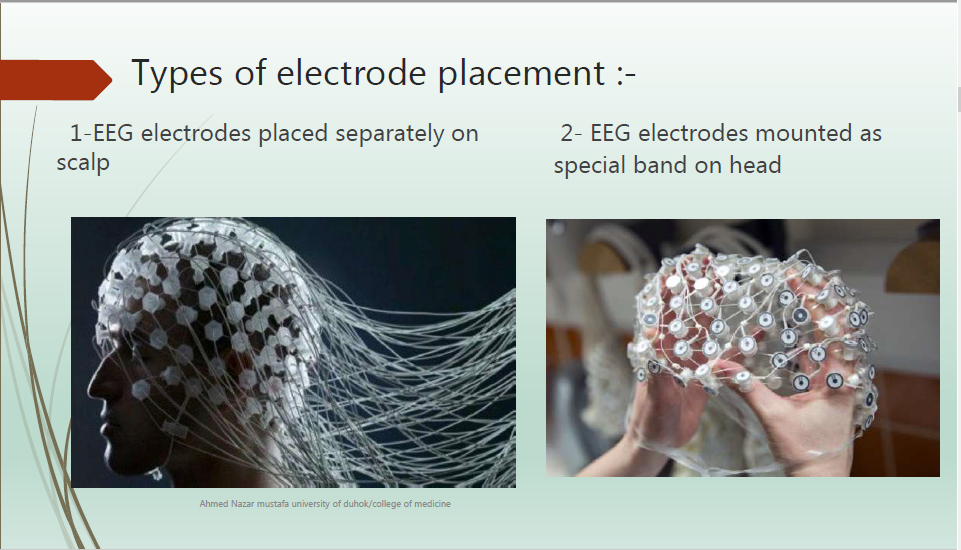 Types of electrode placement :-
1-EEG electrodes placed separately on
scalp
2- EEG electrodes mounted as
special band on head
Ahmed Nazar mustafa university of duhok/college of medicine